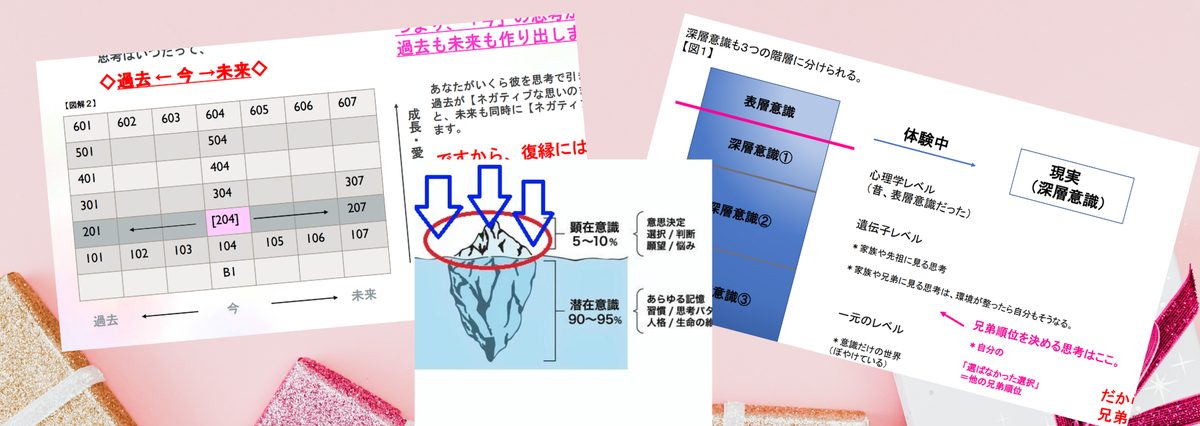 思考はいつだって、
◇過去 ← 今 → 未来◇
【図解2】
601 602 603 604 605 606 607
501 504
401 404
301 304 307
201 [204] 207
101 102 103 104 105 106 107
B1
過去 今 未来
成長・愛
過去も未来も作り出しま
あなたがいくら彼を思考で引き
過去が【ネガティブな思いのま
と、未来も同時に【ネガティブ
ます。
ですから、復縁には
顕在意識
5~10%
意思決定
選択 / 判断
願望 / 悩み
潜在意識
90~95%
あらゆる記憶
習慣 / 思考パタ
人格 / 生命の維
深層意識も3つの階層に分けられる。
【図1】
表層意識
深層意識①
深層意識②
意識③
体験中
現実
(深層意識)
心理学レベル
(昔、表層意識だった)
遺伝子レベル
*家族や先祖に見る思考
*家族や兄弟に見る思考は、環境が整ったら自分もそうなる。
一元のレベル
*意識だけの世界
(ぼやけている)
兄弟順位を決める思考はここ。
*自分の
「選ばなかった選択」
=他の兄弟順位
だか
兄弟